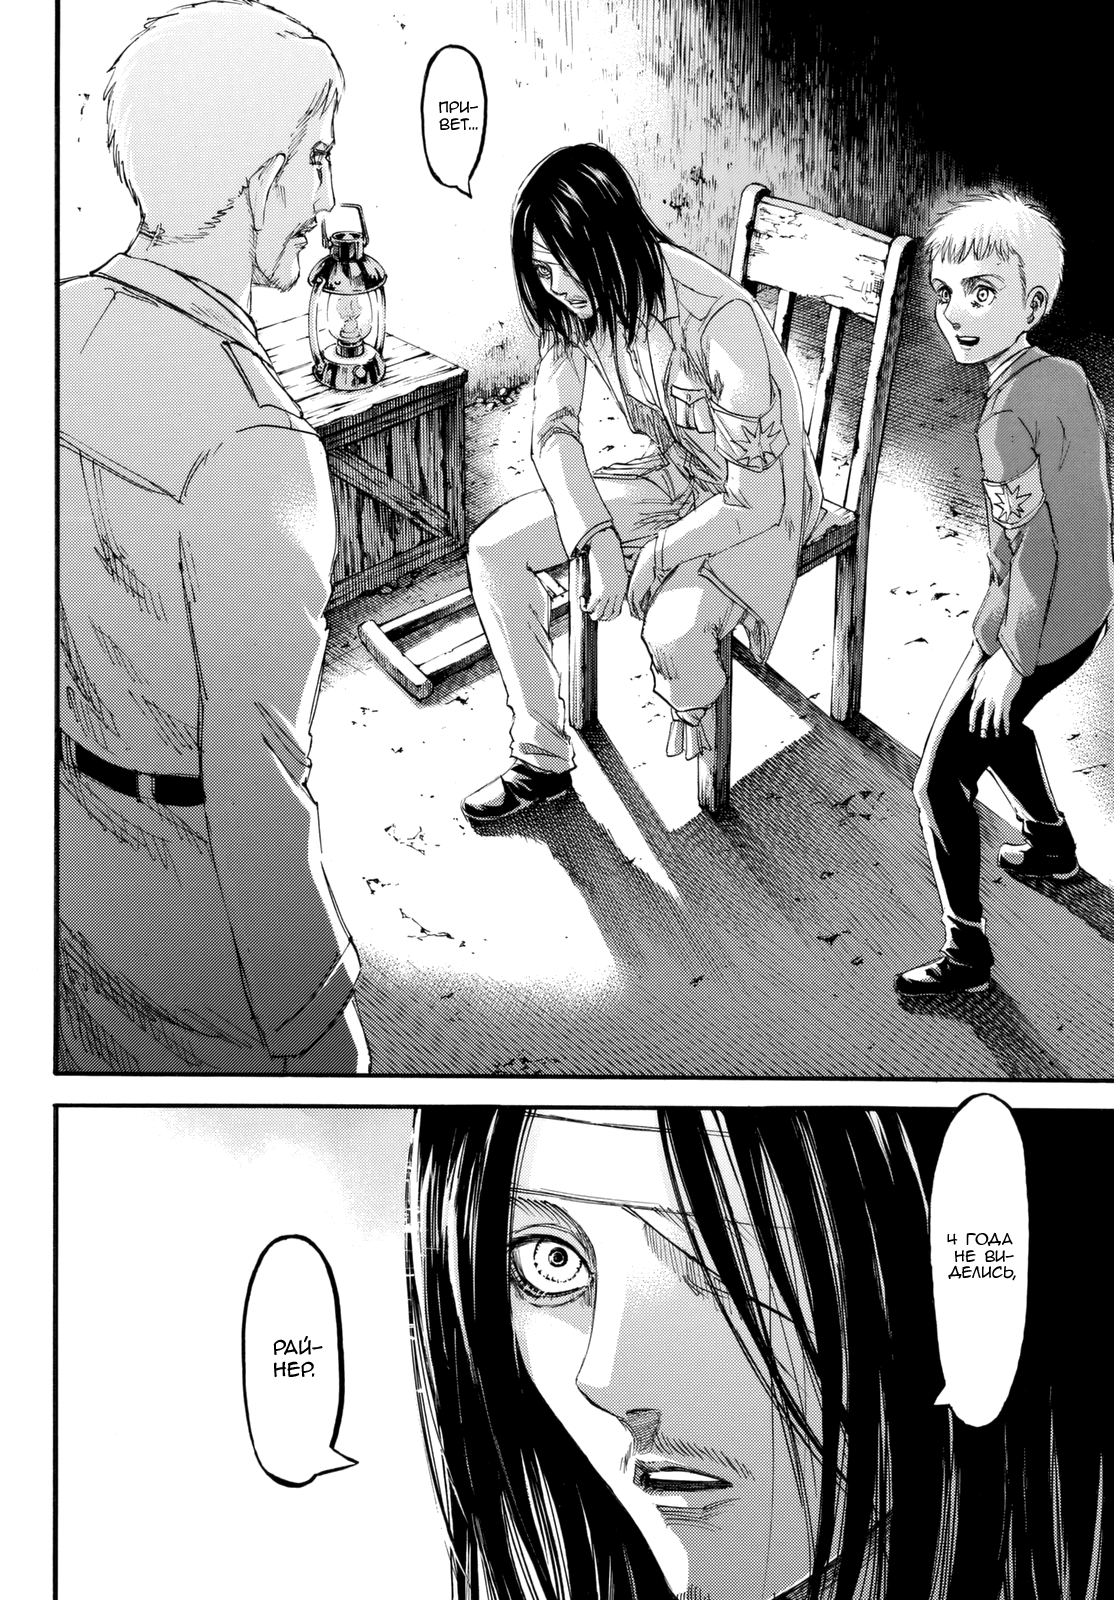 ПРИ-
ВЕТ...
4 ГОДА
НЕ ВИ-
ДЕЛИСЬ,
РАЙ-
НЕР.